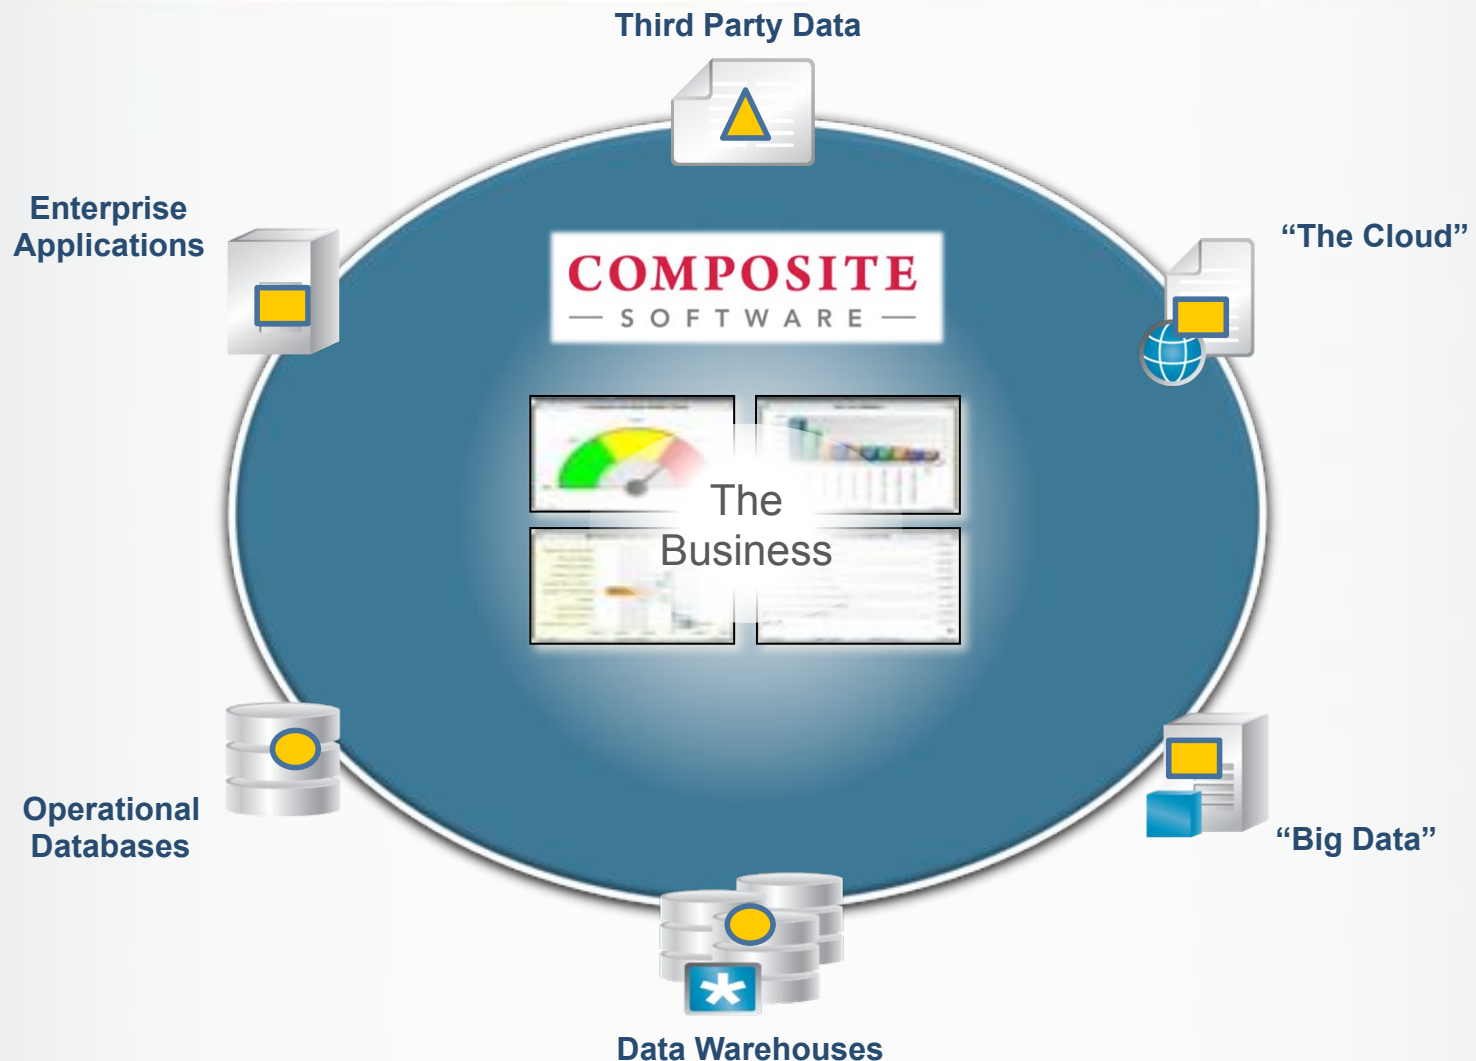 Third Party Data
Enterprise
Applications
“The Cloud”
COMPOSITE
SOFTWARE
The
Business
Operational
Databases
“Big Data”
Data Warehouses